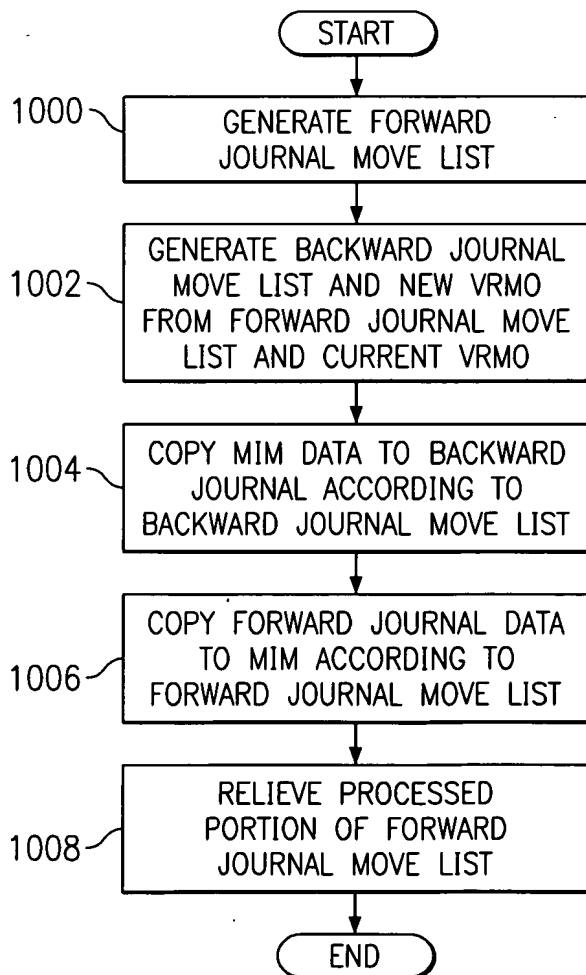 START
1000
GENERATE FORWARD
JOURNAL MOVE LIST
1002
GENERATE BACKWARD JOURNAL
MOVE LIST AND NEW VRMO
FROM FORWARD JOURNAL MOVE
LIST AND CURRENT VRMO
1004
COPY MIM DATA TO BACKWARD
JOURNAL ACCORDING TO
BACKWARD JOURNAL MOVE LIST
1006
COPY FORWARD JOURNAL DATA
TO MIM ACCORDING TO
FORWARD JOURNAL MOVE LIST
1008
RELIEVE PROCESSED
PORTION OF FORWARD
JOURNAL MOVE LIST
END